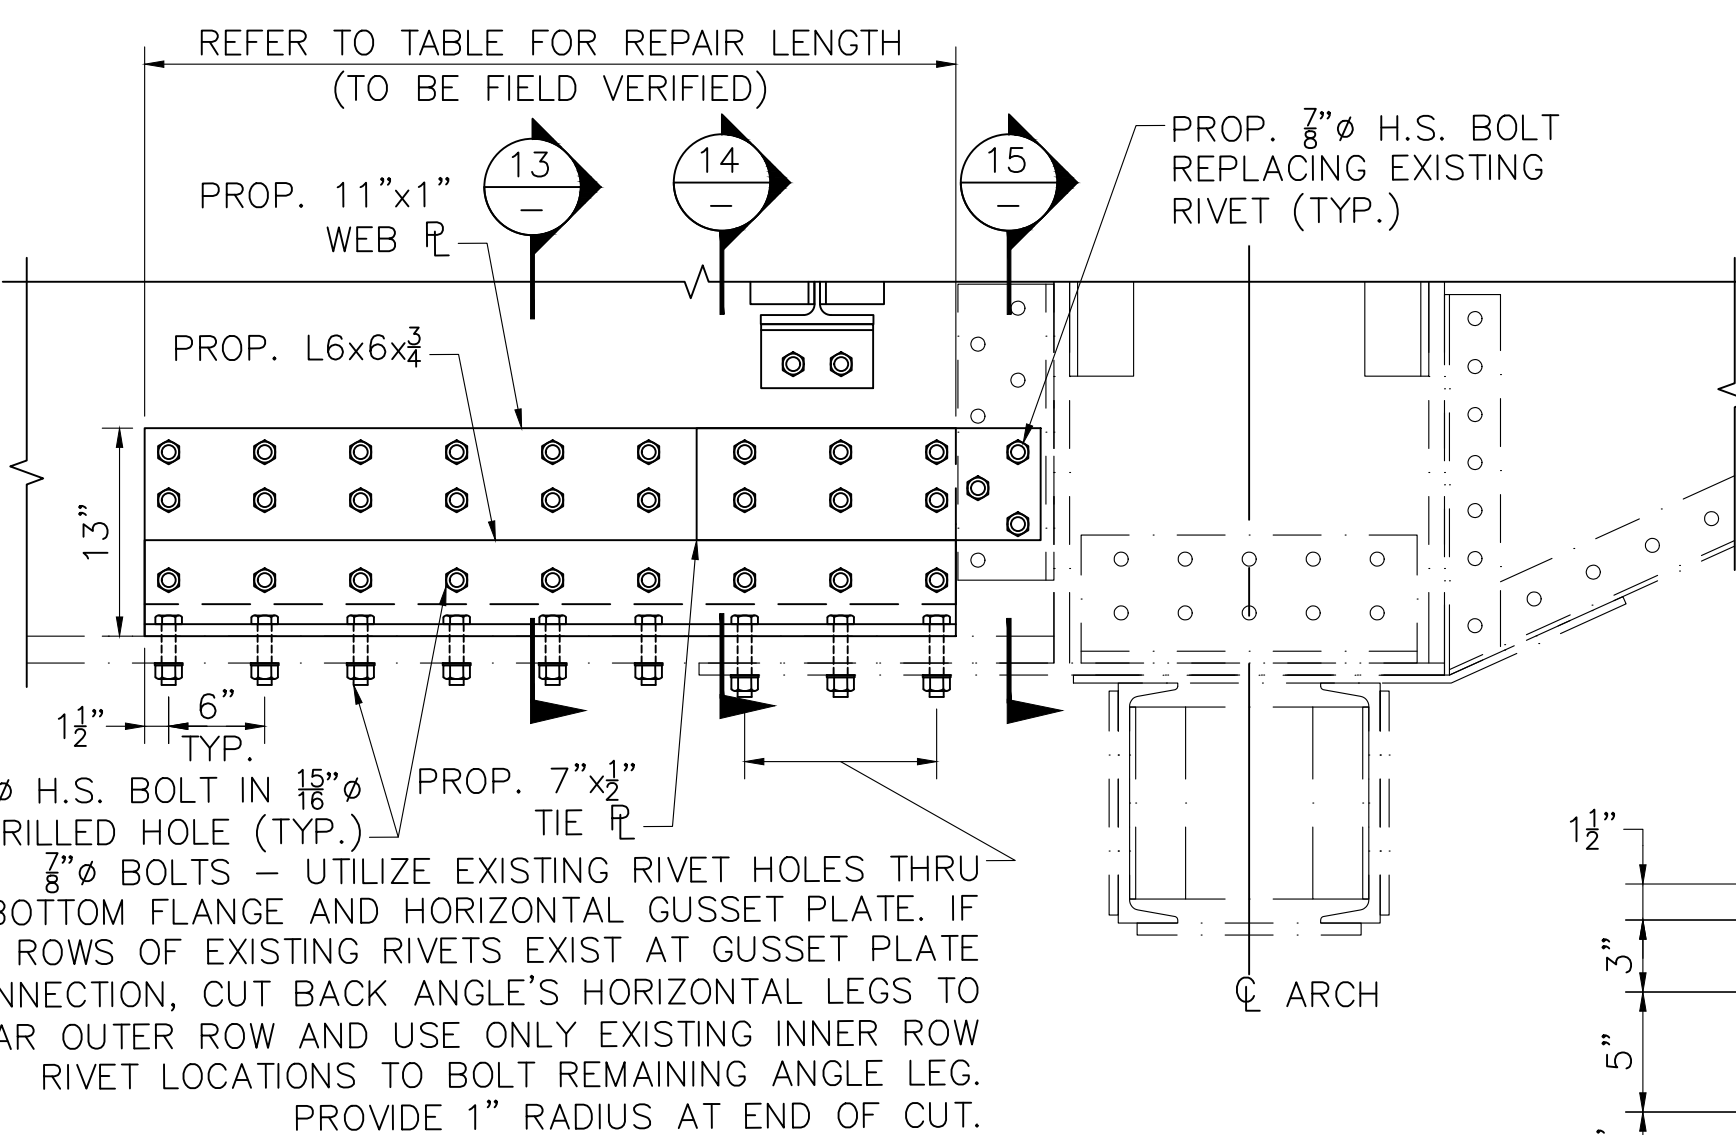 REFER TO TABLE FOR REPAIR LENGTH
(TO BE FIELD VERIFIED)
13
–
14
–
15
–
PROP. 7/8"ø H.S. BOLT
REPLACING EXISTING
RIVET (TYP.)
PROP. 11"x1"
WEB ℄
PROP. L6x6x3/4
13"
1 1/2"
6"
TYP.
ø H.S. BOLT IN 15/16"ø
RILLED HOLE (TYP.)
PROP. 7"x1/2"
TIE ℄
7/8"ø BOLTS – UTILIZE EXISTING RIVET HOLES THRU
BOTTOM FLANGE AND HORIZONTAL GUSSET PLATE. IF
ROWS OF EXISTING RIVETS EXIST AT GUSSET PLATE
NNECTION, CUT BACK ANGLE'S HORIZONTAL LEGS TO
AR OUTER ROW AND USE ONLY EXISTING INNER ROW
RIVET LOCATIONS TO BOLT REMAINING ANGLE LEG.
PROVIDE 1" RADIUS AT END OF CUT.
℄ ARCH
1 1/2"
3"
5"